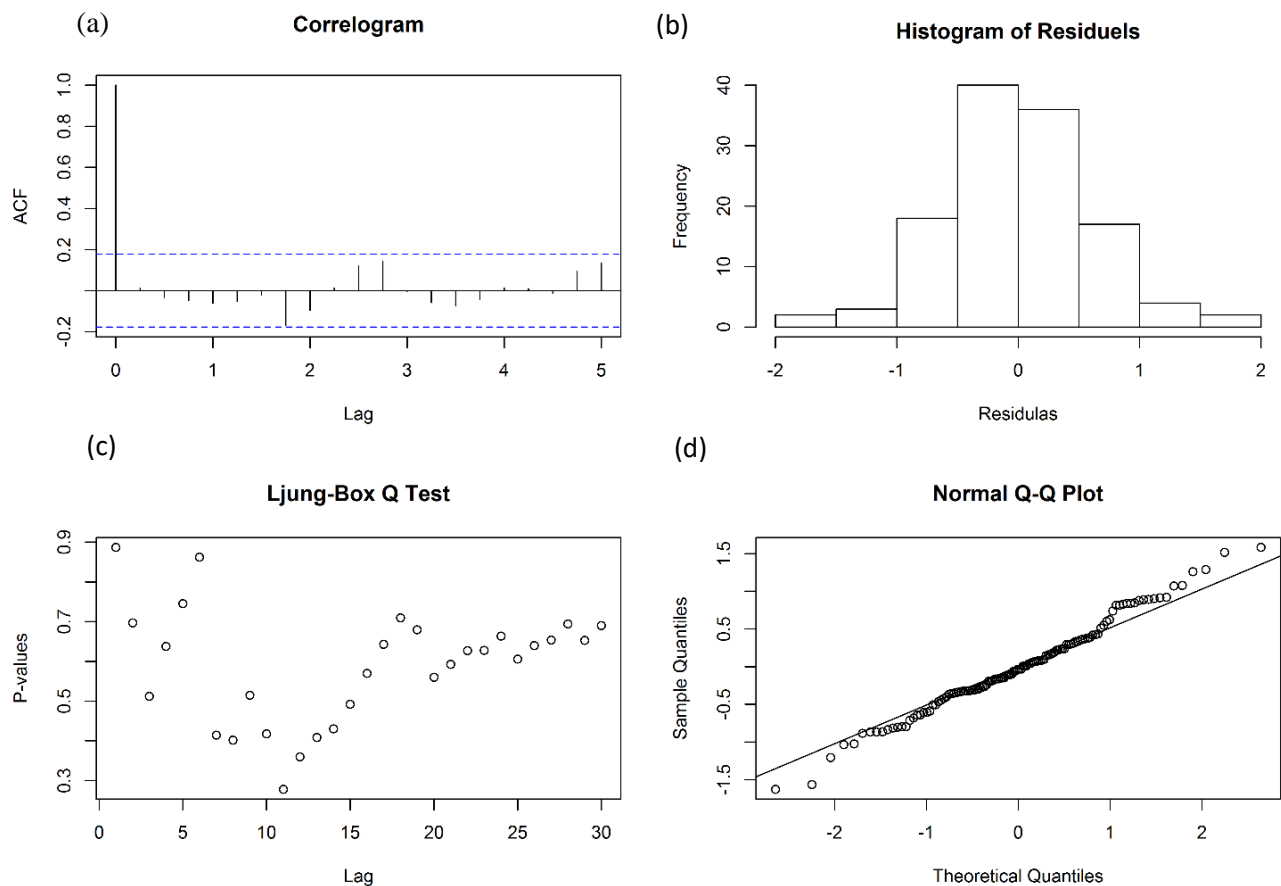 (a)
Correlogram
ACF
1.0
0.8
0.6
0.4
0.2
-0.2
0 1 2 3 4 5
Lag
(b)
Histogram of Residuels
Frequency
40
30
20
10
0
-2 -1 0 1 2
Residulas
(c)
Ljung-Box Q Test
P-values
0.9
0.7
0.5
0.3
0 5 10 15 20 25 30
Lag
(d)
Normal Q-Q Plot
Sample Quantiles
1.5
0.5
-0.5
-1.5
-2 -1 0 1 2
Theoretical Quantiles